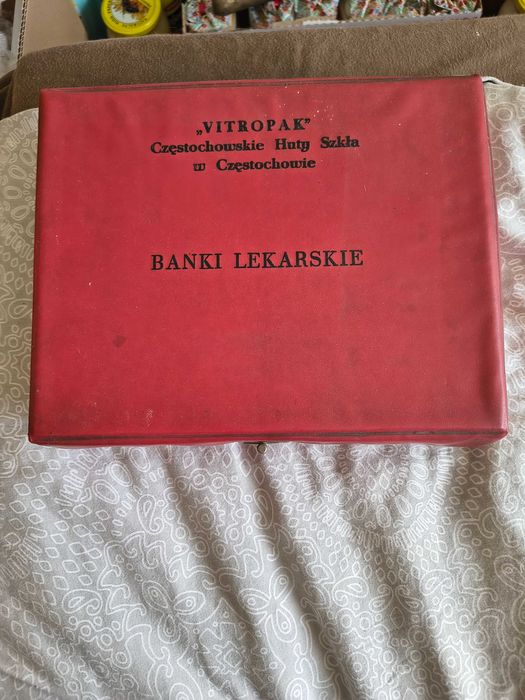 „VITROPAK”
Częstochowskie Huty Szkła
w Częstochowie
BANKI LEKARSKIE